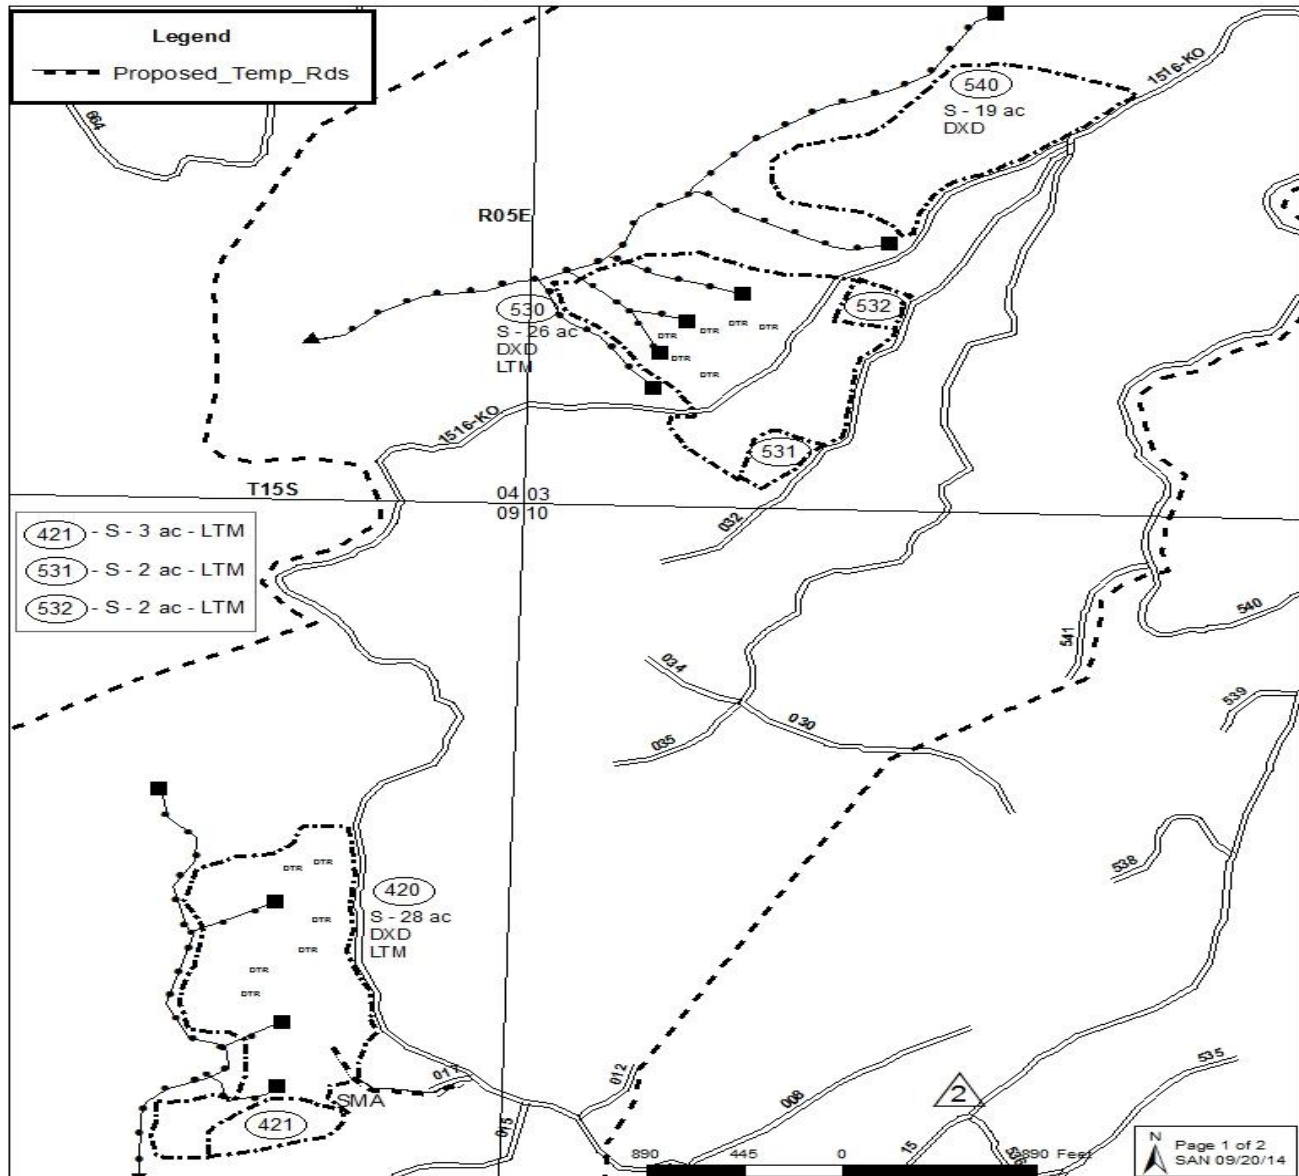 Legend
Proposed_Temp_Rds
664
540
S - 19 ac
DXD
1516-KO
R05E
530
S - 26 ac
DXD
LTM
DTR
DTR
DTR
DTR
DTR
DTR
532
1516-KO
531
T15S
04 03
09 10
032
421 - S - 3 ac - LTM
531 - S - 2 ac - LTM
532 - S - 2 ac - LTM
541
540
034
030
035
539
538
DTR
DTR
420
S - 28 ac
DXD
LTM
DTR
DTR
DTR
DTR
017
012
SMA
008
535
2
421
015
15
890 445 0 890 Feet
N
Page 1 of 2
SAN 09/20/14